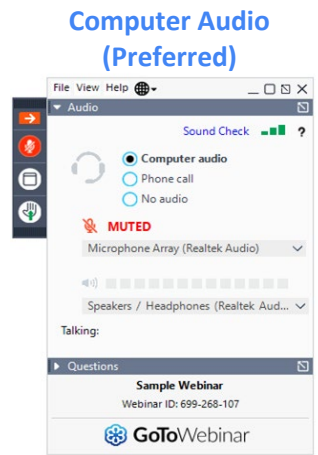 Computer Audio
(Preferred)
File View Help
Audio
Sound Check ?
Computer audio
Phone call
No audio
MUTED
Microphone Array (Realtek Audio)
Speakers / Headphones (Realtek Aud...
Talking:
Questions
Sample Webinar
Webinar ID: 699-268-107
GoToWebinar